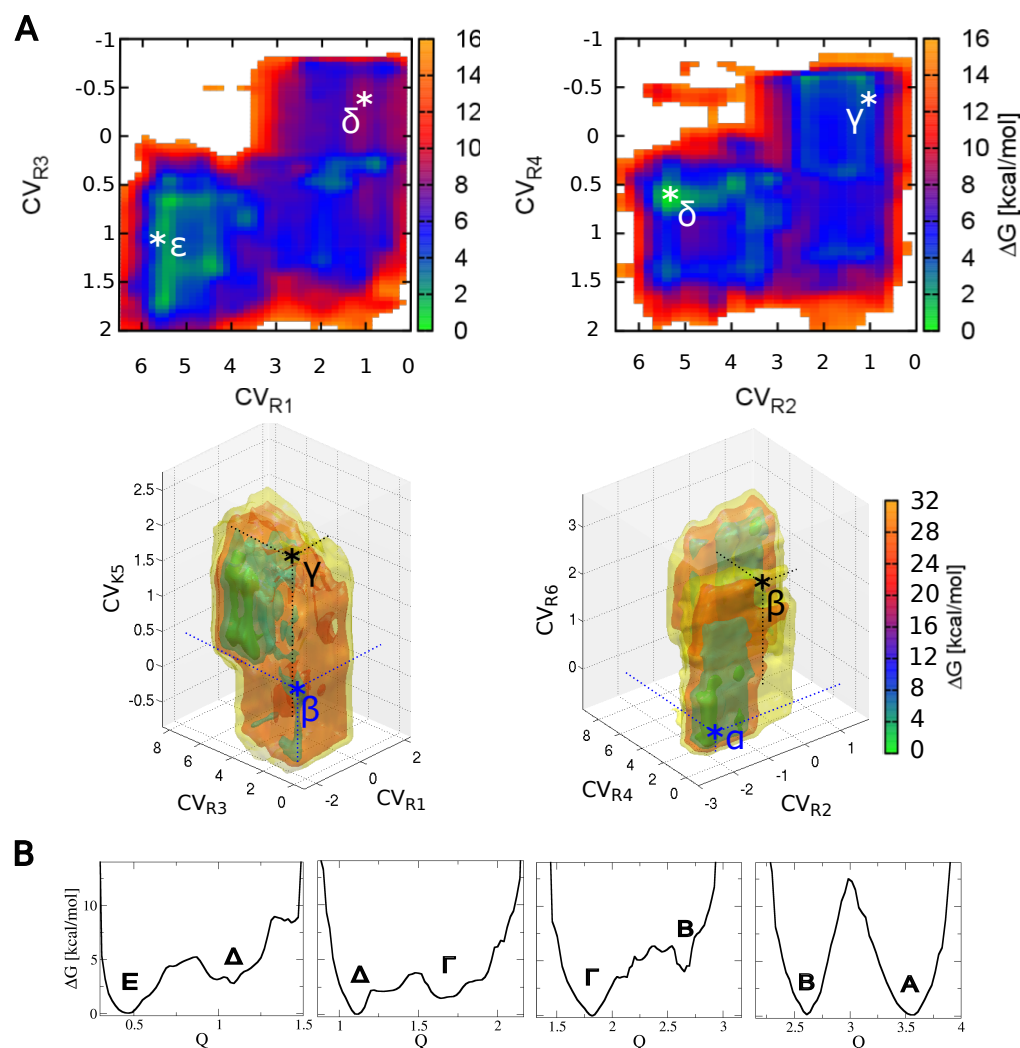 A
-1
-0.5
0
0.5
1
1.5
2
CV_R3
δ
*
*
ε
6 5 4 3 2 1 0
CV_R1
16
14
12
10
8
6
4
2
0
-1
-0.5
0
0.5
1
1.5
2
CV_R4
*
γ
*
δ
6 5 4 3 2 1 0
CV_R2
16
14
12
10
8
6
4
2
0
ΔG [kcal/mol]
2.5
2
1.5
1
0.5
0
-0.5
CV_K5
*
γ
*
β
8 6 4 2 0
CV_R3
-2 0 2
CV_R1
3
2
1
0
CV_R6
*
β
*
α
8 6 4 2 0
CV_R4
-3 -2 -1 0 1
CV_R2
32
28
24
20
16
12
8
4
0
ΔG [kcal/mol]
B
ΔG [kcal/mol]
10
5
0
E
Δ
0.5 1 1.5
Q
Δ
Γ
1 1.5 2
Q
Γ
B
1.5 2 2.5 3
Q
B
A
2.5 3 3.5 4
Q